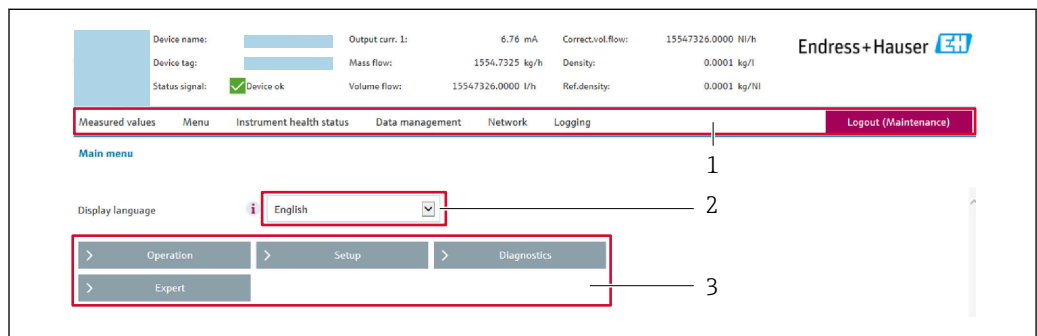 Device name: Output curr. 1: 6.76 mA Correct.vol.flow: 15547326.0000 Nl/h
Endress+Hauser EH
Device tag: Mass flow: 1554.7325 kg/h Density: 0.0001 kg/l
Status signal: Device ok Volume flow: 15547326.0000 l/h Ref.density: 0.0001 kg/Nl
Measured values Menu Instrument health status Data management Network Logging Logout (Maintenance)
1
Main menu
Display language i English 2
Operation Setup Diagnostics
Expert 3